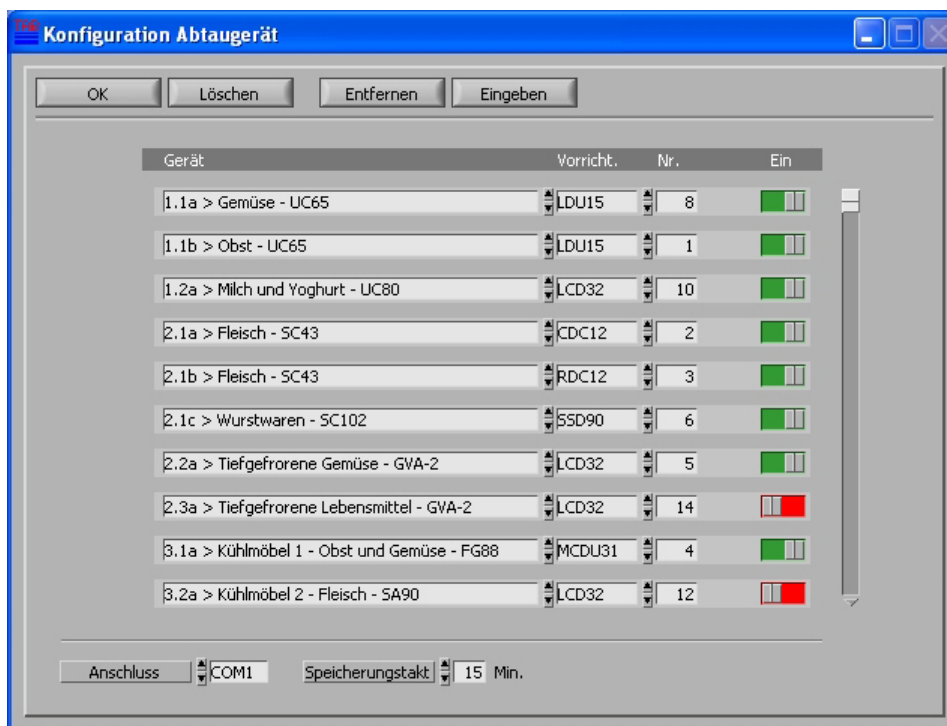 TAB Konfiguration Abtaugerät
OK Löschen Entfernen Eingeben
Gerät Vorricht. Nr. Ein
1.1a > Gemüse - UC65 LDU15 8
1.1b > Obst - UC65 LDU15 1
1.2a > Milch und Yoghurt - UC80 LCD32 10
2.1a > Fleisch - SC43 CDC12 2
2.1b > Fleisch - SC43 RDC12 3
2.1c > Wurstwaren - SC102 SSD90 6
2.2a > Tiefgefrorene Gemüse - GVA-2 LCD32 5
2.3a > Tiefgefrorene Lebensmittel - GVA-2 LCD32 14
3.1a > Kühlmöbel 1 - Obst und Gemüse - FG88 MCDU31 4
3.2a > Kühlmöbel 2 - Fleisch - SA90 LCD32 12
Anschluss COM1 Speicherungstakt 15 Min.